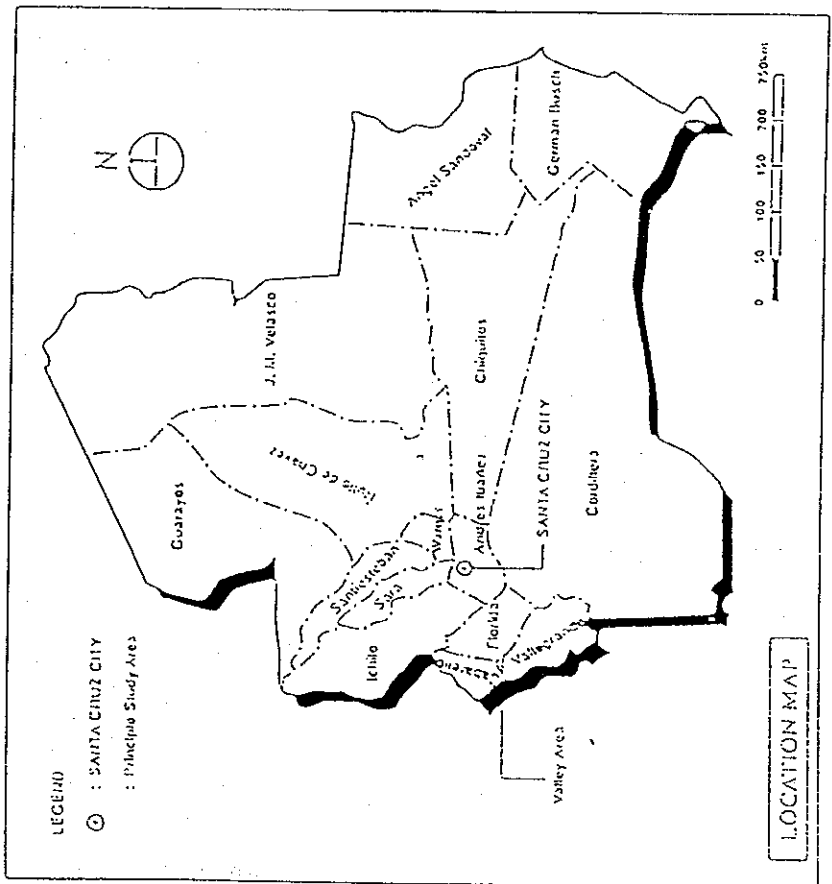 LEGEND
⊙ : SANTA CRUZ CITY
: Principle Study Area
N
Guarayos
J. M. Velasco
Ñuflo de Chavez
Angel Sandoval
German Busch
Ichilo
Santiesteban
Sara
Warnes
Andres Ibañez
Chiquitos
SANTA CRUZ CITY
Cordillera
Florida
Vallegrande
Valley Area
0 50 100 150 200 250km
LOCATION MAP